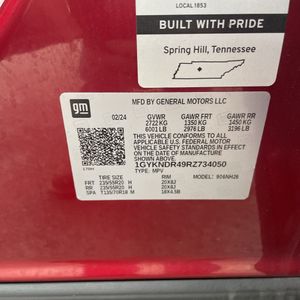 LOCAL 1853
BUILT WITH PRIDE
Spring Hill, Tennessee
gm
MFD BY GENERAL MOTORS LLC
02/24
GVWR GAWR FRT GAWR RR
2722 KG 1350 KG 1450 KG
6001 LB 2978 LB 3196 LB
THIS VEHICLE CONFORMS TO ALL
APPLICABLE U.S. FEDERAL MOTOR
VEHICLE SAFETY STANDARDS IN
EFFECT ON THE DATE OF
MANUFACTURE SHOWN ABOVE.
1GYKNDR49RZ734050
TYPE: MPV
TIRE SIZE RIM MODEL:
FRT 235/55R20 H 20X8J
RR 235/55R20 H 20X8J
SPA T135/70R18 M 18X4.5B